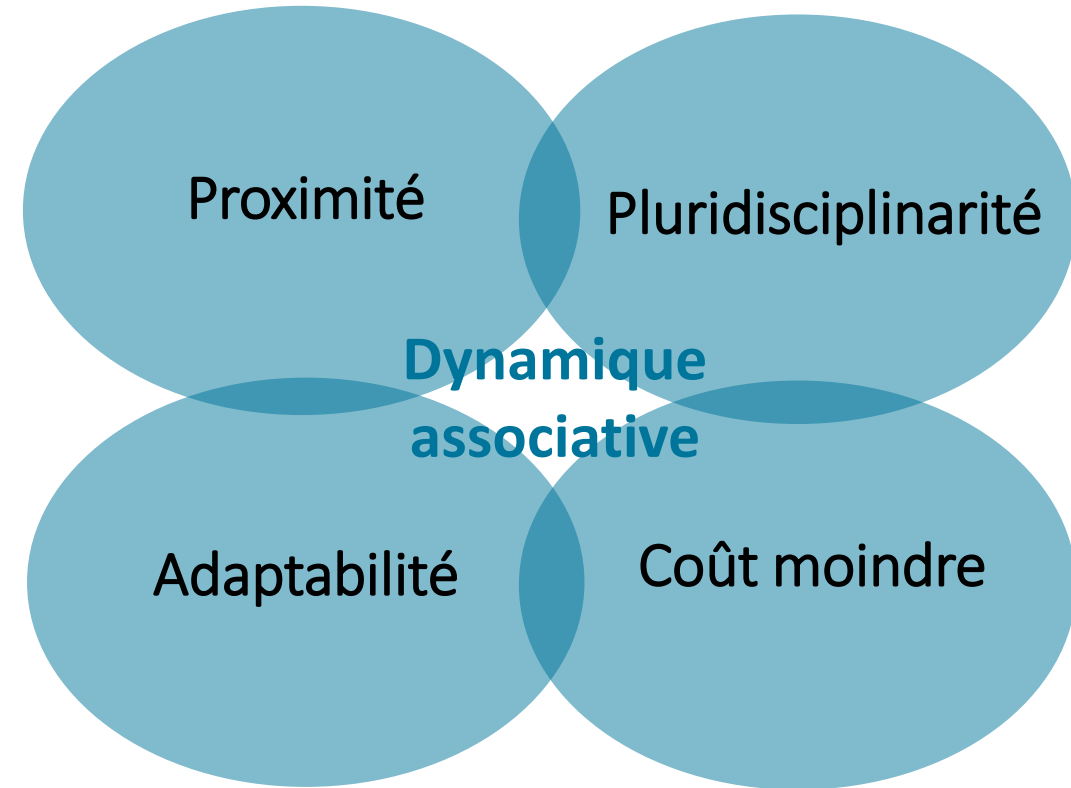 Proximité
Pluridisciplinarité
Dynamique
associative
Adaptabilité
Coût moindre